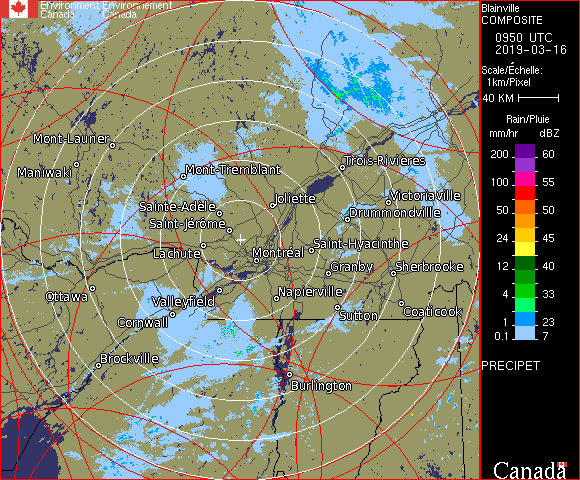 Environment Environnement
Canada Canada
Blainville
COMPOSITE
0950 UTC
2019-03-16
Scale/Échelle:
1km/Pixel
40 KM
Rain/Pluie
mm/hr dBZ
200 60
100 55
50 50
24 45
12 40
4 33
1 23
0.1 7
PRECIPET
Canada
Mont-Laurier
Maniwaki
Mont-Tremblant
Trois-Rivières
Sainte-Adèle
Joliette
Victoriaville
Saint-Jérôme
Drummondville
Lachute
Montréal
Saint-Hyacinthe
Granby
Sherbrooke
Ottawa
Valleyfield
Napierville
Cornwall
Sutton
Coaticook
Brockville
Burlington